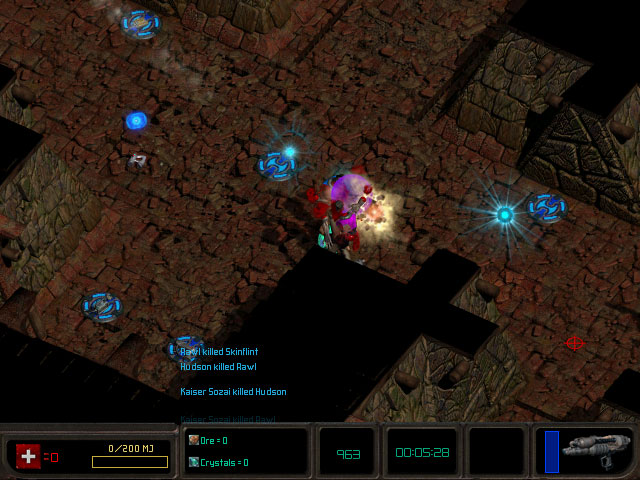 Rawl killed Skinflint
Hudson killed Rawl
Kaiser Sozai killed Hudson
Kaiser Sozai killed Rawl
0/200 MJ
Ore = 0
Crystals = 0
963
00:05:28